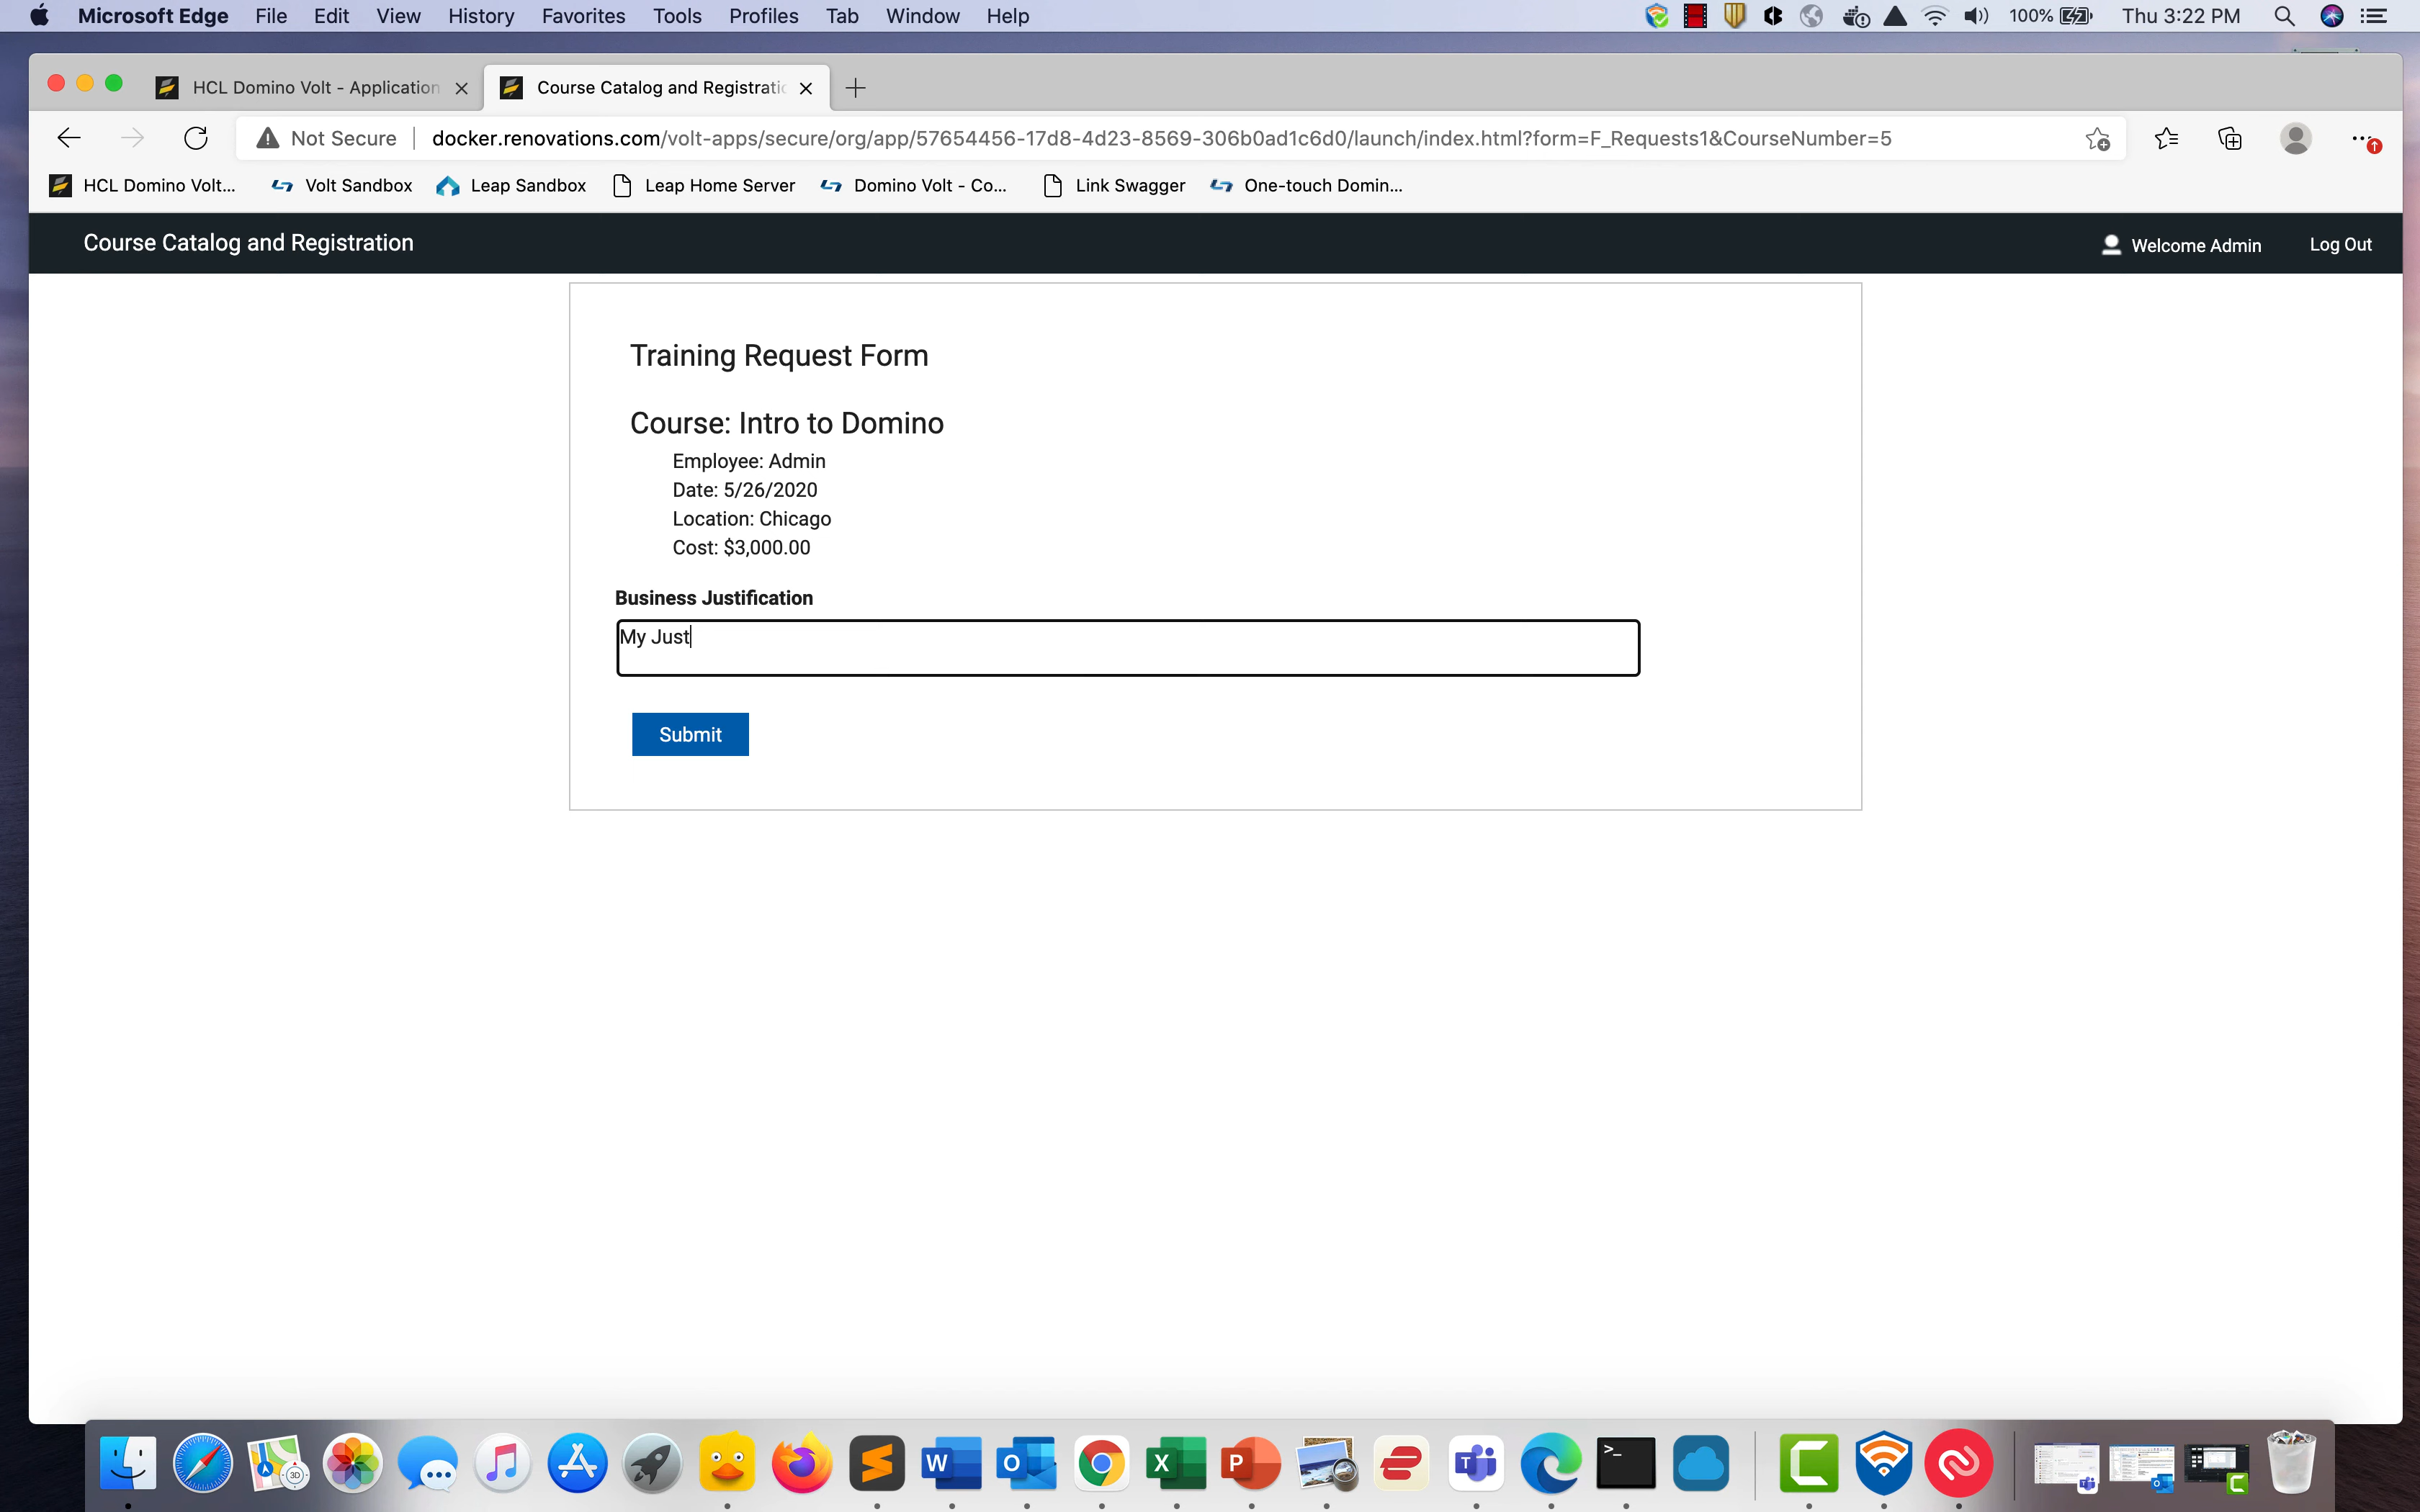 Microsoft Edge File Edit View History Favorites Tools Profiles Tab Window Help 100% Thu 3:22 PM
HCL Domino Volt - Application Course Catalog and Registratic
Not Secure docker.renovations.com/volt-apps/secure/org/app/57654456-17d8-4d23-8569-306b0ad1c6d0/launch/index.html?form=F_Requests1&CourseNumber=5
HCL Domino Volt... Volt Sandbox Leap Sandbox Leap Home Server Domino Volt - Co... Link Swagger One-touch Domin...
Course Catalog and Registration Welcome Admin Log Out
Training Request Form
Course: Intro to Domino
Employee: Admin
Date: 5/26/2020
Location: Chicago
Cost: $3,000.00
Business Justification
My Just
Submit